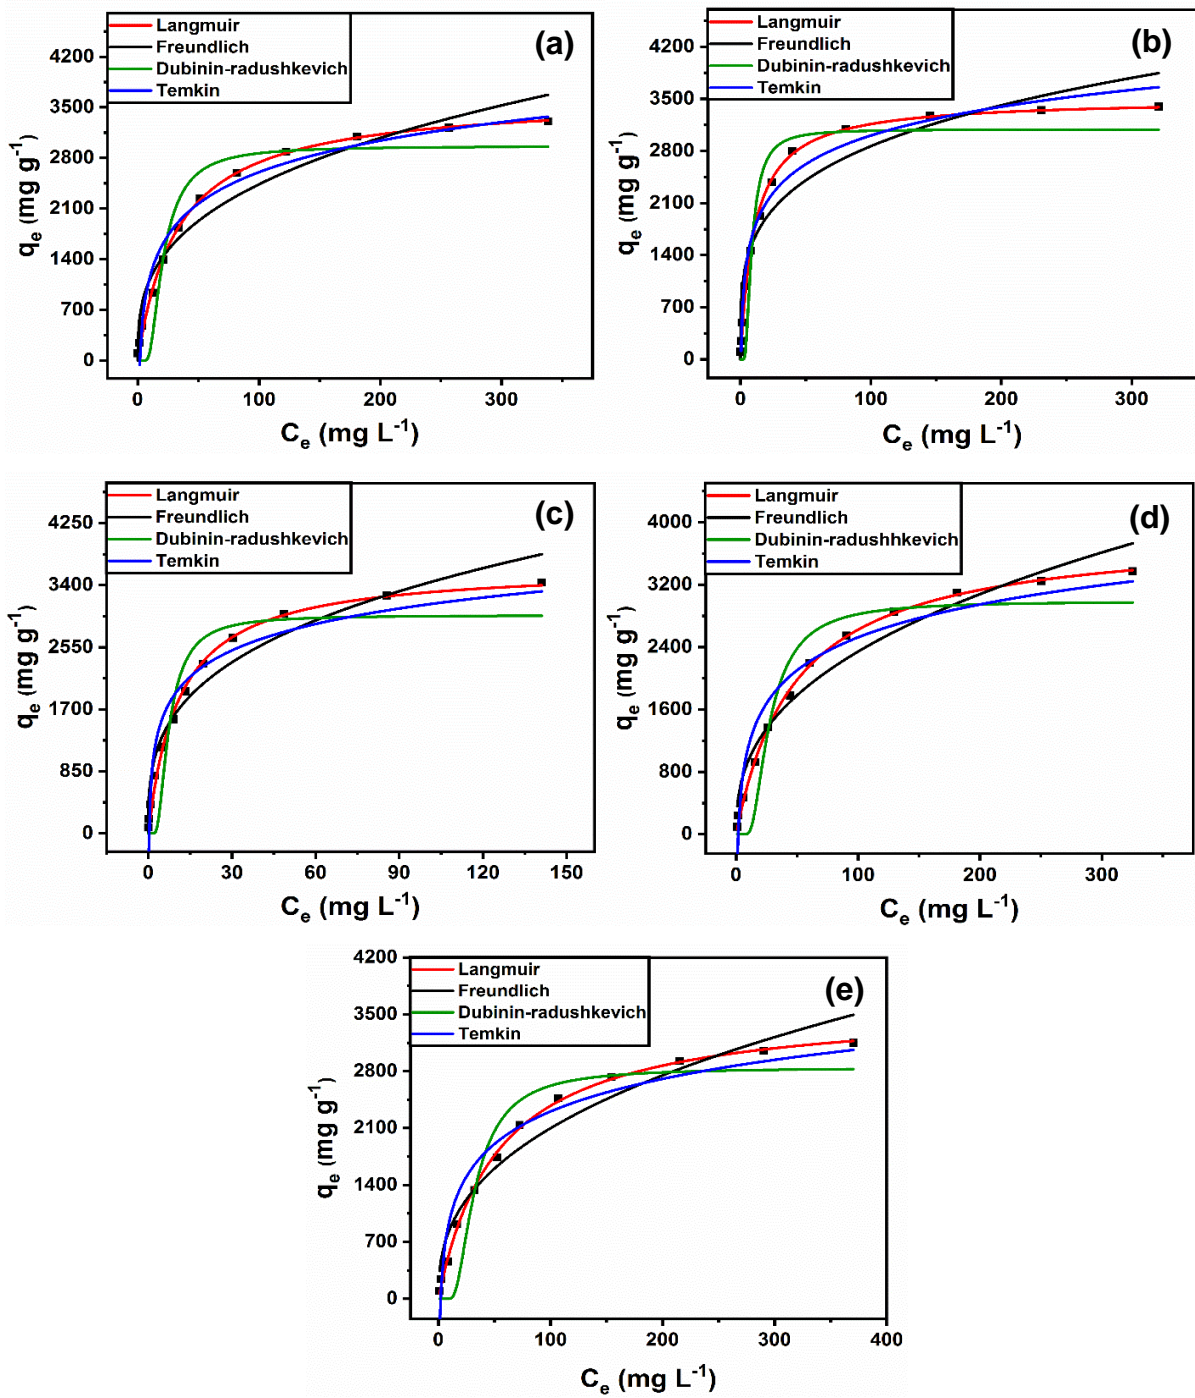 Langmuir
Freundlich
Dubinin-radushkevich
Temkin
(a)
4200
3500
2800
2100
1400
700
0
qe (mg g-1)
0 100 200 300
Ce (mg L-1)
Langmuir
Freundlich
Dubinin-radushkevich
Temkin
(b)
4200
3500
2800
2100
1400
700
0
qe (mg g-1)
0 100 200 300
Ce (mg L-1)
Langmuir
Freundlich
Dubinin-radushkevich
Temkin
(c)
4250
3400
2550
1700
850
0
qe (mg g-1)
0 30 60 90 120 150
Ce (mg L-1)
Langmuir
Freundlich
Dubinin-radushhkevich
Temkin
(d)
4000
3200
2400
1600
800
0
qe (mg g-1)
0 100 200 300
Ce (mg L-1)
Langmuir
Freundlich
Dubinin-radushkevich
Temkin
(e)
4200
3500
2800
2100
1400
700
0
qe (mg g-1)
0 100 200 300 400
Ce (mg L-1)